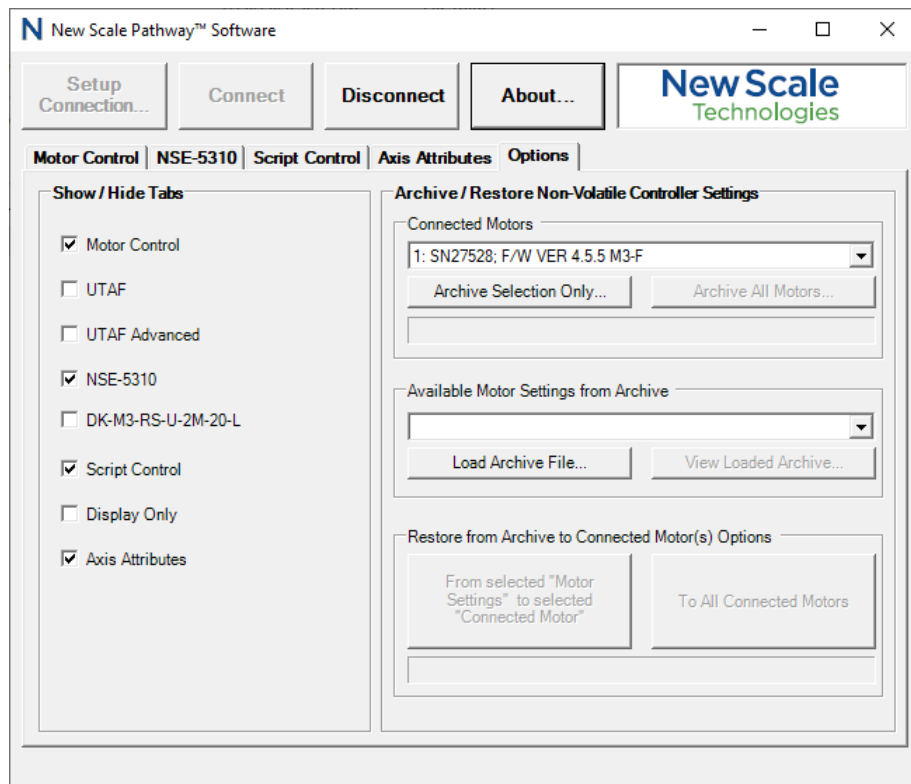 New Scale Pathway™ Software
Setup
Connection...
Connect
Disconnect
About...
New Scale
Technologies
Motor Control
NSE-5310
Script Control
Axis Attributes
Options
Show / Hide Tabs
Motor Control
UTAF
UTAF Advanced
NSE-5310
DK-M3-RS-U-2M-20-L
Script Control
Display Only
Axis Attributes
Archive / Restore Non-Volatile Controller Settings
Connected Motors
1: SN27528; F/W VER 4.5.5 M3-F
Archive Selection Only...
Archive All Motors...
Available Motor Settings from Archive
Load Archive File...
View Loaded Archive...
Restore from Archive to Connected Motor(s) Options
From selected "Motor
Settings" to selected
"Connected Motor"
To All Connected Motors